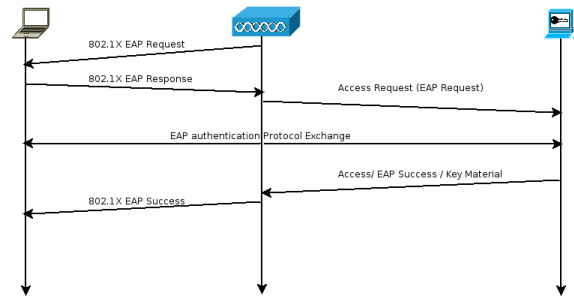 802.1X EAP Request
802.1X EAP Response
Access Request (EAP Request)
EAP authentication Protocol Exchange
Access/ EAP Success / Key Material
802.1X EAP Success